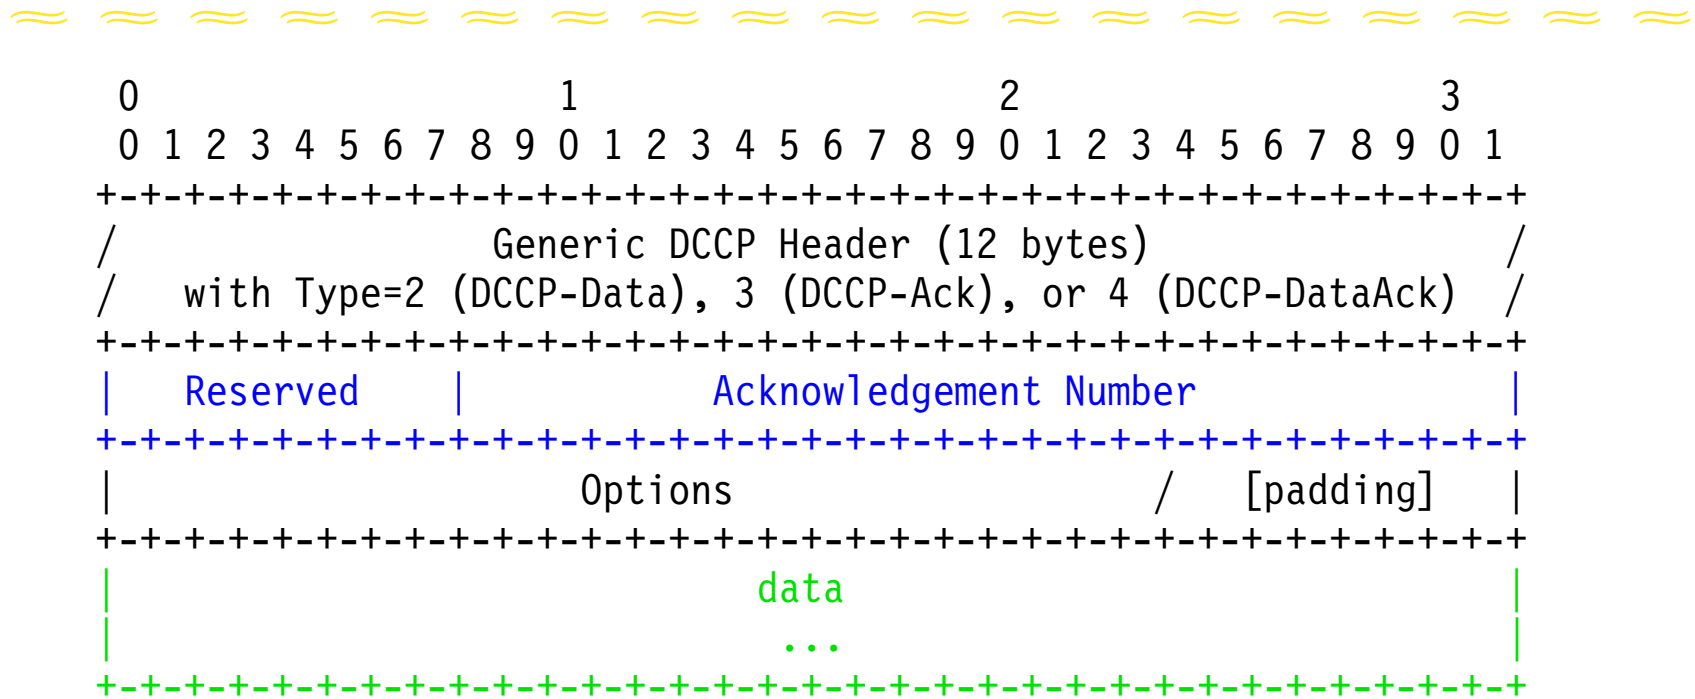 0                   1                   2                   3
0 1 2 3 4 5 6 7 8 9 0 1 2 3 4 5 6 7 8 9 0 1 2 3 4 5 6 7 8 9 0 1
+-+-+-+-+-+-+-+-+-+-+-+-+-+-+-+-+-+-+-+-+-+-+-+-+-+-+-+-+-+-+-+-+
/                 Generic DCCP Header (12 bytes)                /
/   with Type=2 (DCCP-Data), 3 (DCCP-Ack), or 4 (DCCP-DataAck)  /
+-+-+-+-+-+-+-+-+-+-+-+-+-+-+-+-+-+-+-+-+-+-+-+-+-+-+-+-+-+-+-+-+
|   Reserved    |           Acknowledgement Number              |
+-+-+-+-+-+-+-+-+-+-+-+-+-+-+-+-+-+-+-+-+-+-+-+-+-+-+-+-+-+-+-+-+
|                     Options                   /   [padding]   |
+-+-+-+-+-+-+-+-+-+-+-+-+-+-+-+-+-+-+-+-+-+-+-+-+-+-+-+-+-+-+-+-+
|                             data                              |
|                              ...                              |
+-+-+-+-+-+-+-+-+-+-+-+-+-+-+-+-+-+-+-+-+-+-+-+-+-+-+-+-+-+-+-+-+